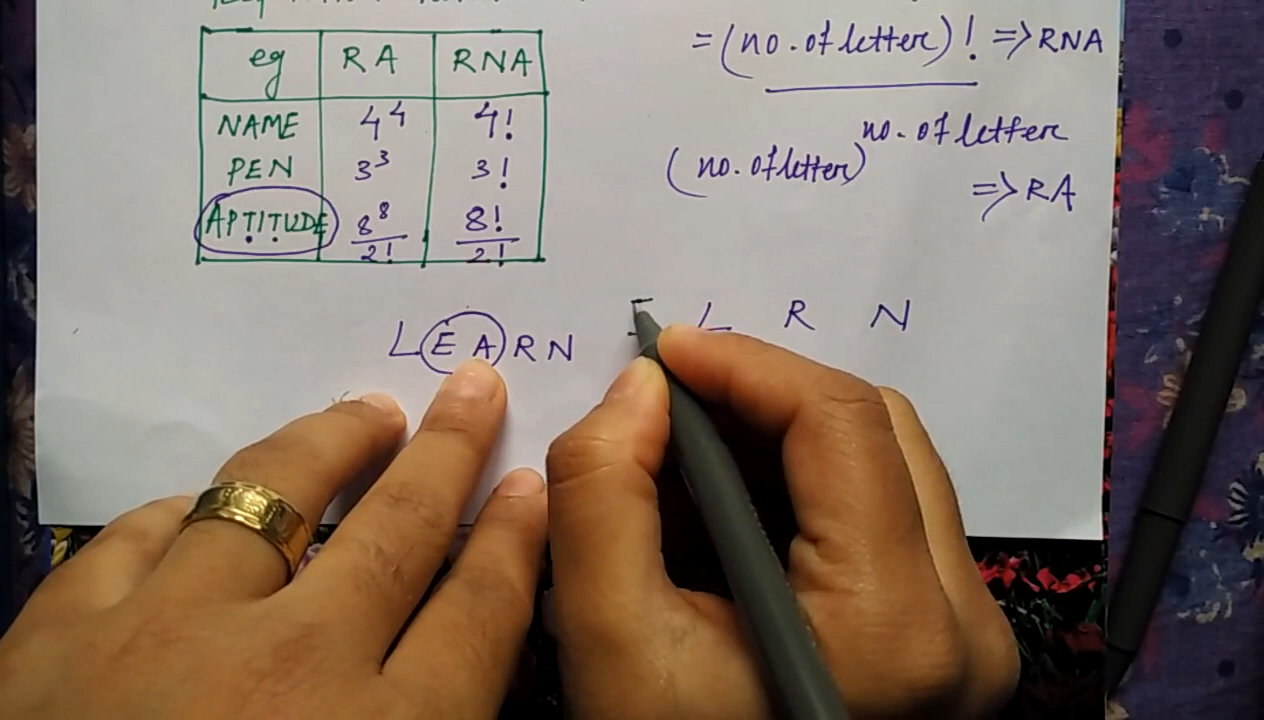 eg RA RNA
NAME 4⁴ 4!
PEN 3³ 3!
APTITUDE 8⁸/2! 8!/2!
=(no.of letter)! => RNA
(no.of letter)^no.of letter
=> RA
LEARN
L R N